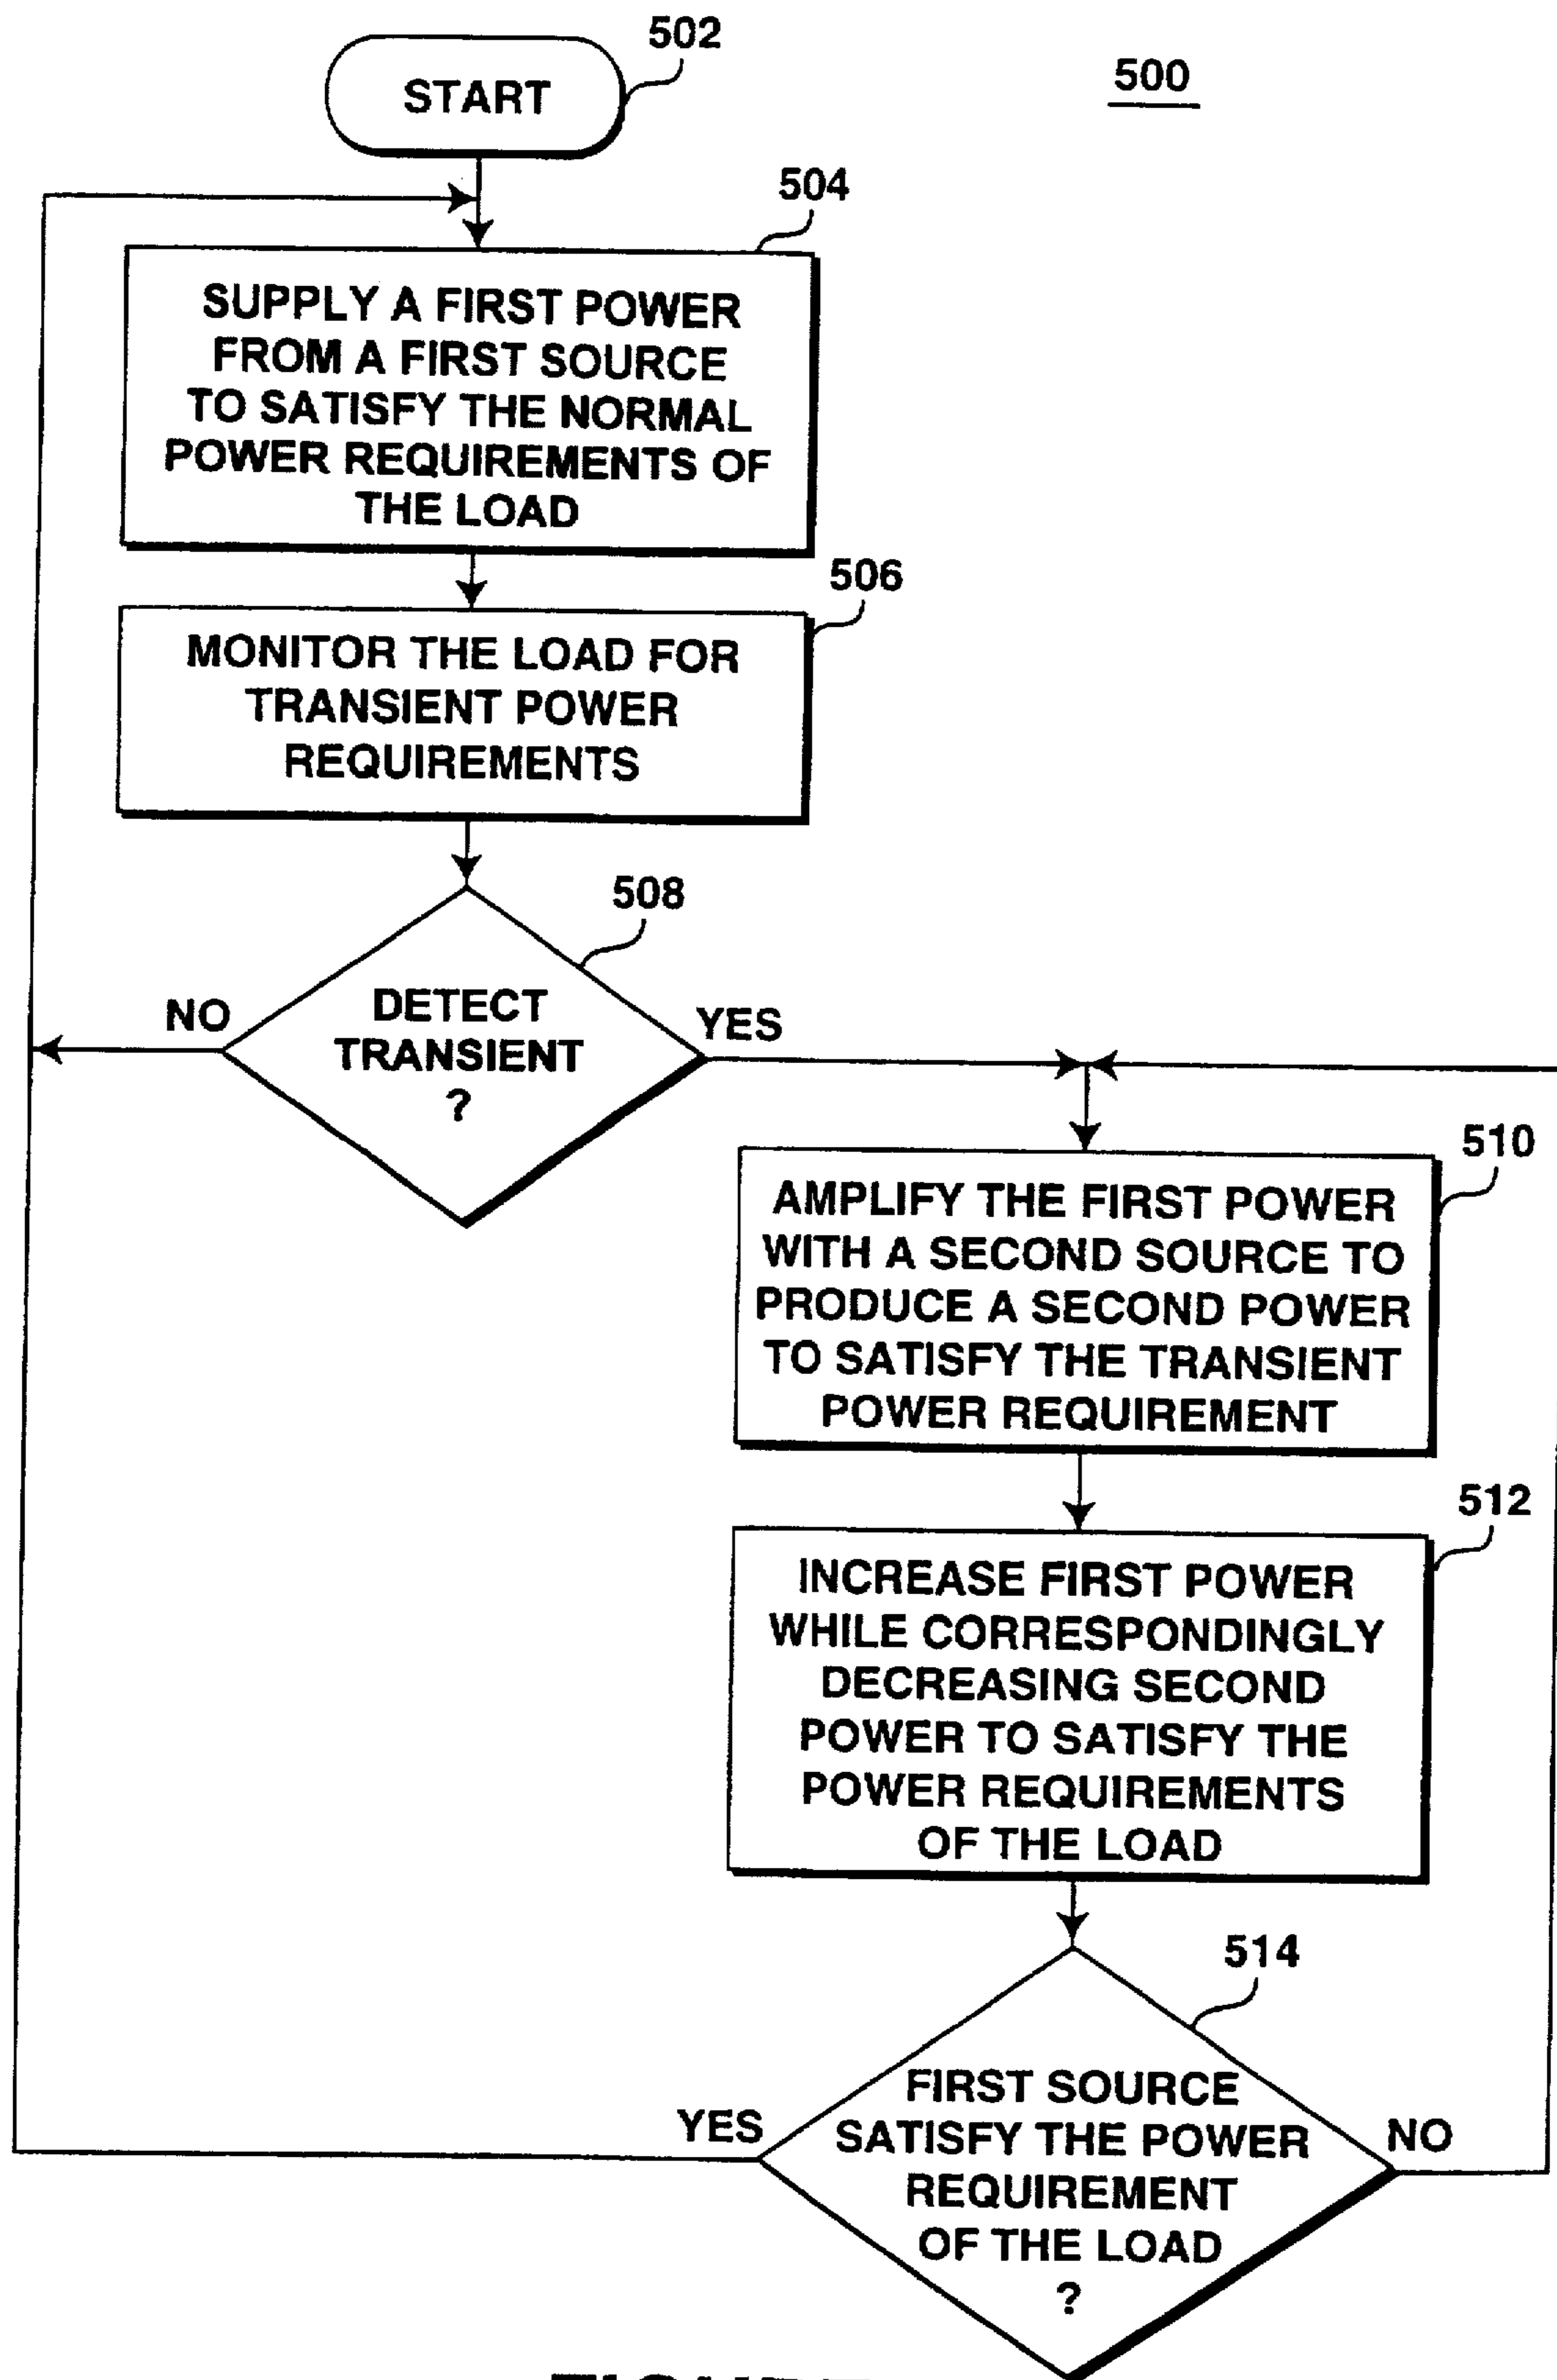 502
START
500
504
SUPPLY A FIRST POWER
FROM A FIRST SOURCE
TO SATISFY THE NORMAL
POWER REQUIREMENTS OF
THE LOAD
506
MONITOR THE LOAD FOR
TRANSIENT POWER
REQUIREMENTS
508
NO
DETECT
TRANSIENT
?
YES
510
AMPLIFY THE FIRST POWER
WITH A SECOND SOURCE TO
PRODUCE A SECOND POWER
TO SATISFY THE TRANSIENT
POWER REQUIREMENT
512
INCREASE FIRST POWER
WHILE CORRESPONDINGLY
DECREASING SECOND
POWER TO SATISFY THE
POWER REQUIREMENTS
OF THE LOAD
514
YES
FIRST SOURCE
SATISFY THE POWER
REQUIREMENT
OF THE LOAD
?
NO